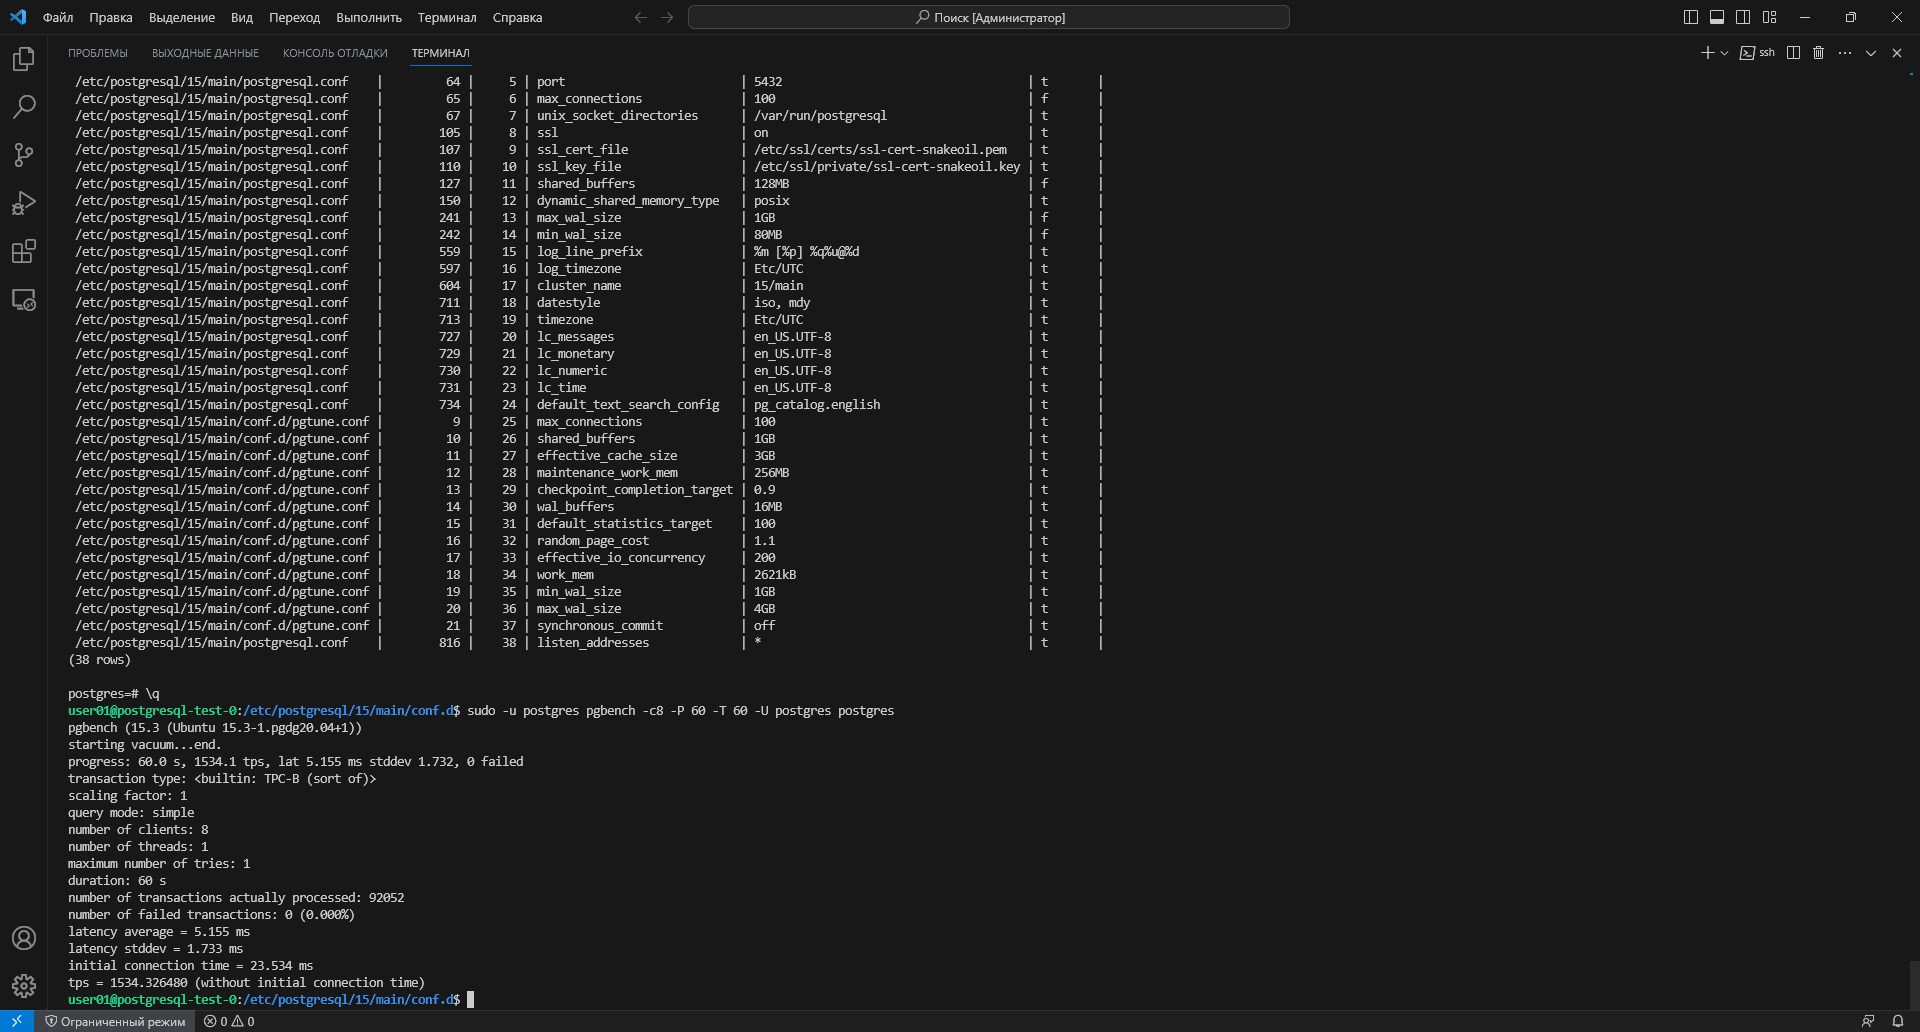 Файл Правка Выделение Вид Переход Выполнить Терминал Справка Поиск [Администратор]
ПРОБЛЕМЫ ВЫХОДНЫЕ ДАННЫЕ КОНСОЛЬ ОТЛАДКИ ТЕРМИНАЛ ssh
/etc/postgresql/15/main/postgresql.conf | 64 | 5 | port | 5432 | t |
/etc/postgresql/15/main/postgresql.conf | 65 | 6 | max_connections | 100 | f |
/etc/postgresql/15/main/postgresql.conf | 67 | 7 | unix_socket_directories | /var/run/postgresql | t |
/etc/postgresql/15/main/postgresql.conf | 105 | 8 | ssl | on | t |
/etc/postgresql/15/main/postgresql.conf | 107 | 9 | ssl_cert_file | /etc/ssl/certs/ssl-cert-snakeoil.pem | t |
/etc/postgresql/15/main/postgresql.conf | 110 | 10 | ssl_key_file | /etc/ssl/private/ssl-cert-snakeoil.key | t |
/etc/postgresql/15/main/postgresql.conf | 127 | 11 | shared_buffers | 128MB | f |
/etc/postgresql/15/main/postgresql.conf | 150 | 12 | dynamic_shared_memory_type | posix | t |
/etc/postgresql/15/main/postgresql.conf | 241 | 13 | max_wal_size | 1GB | f |
/etc/postgresql/15/main/postgresql.conf | 242 | 14 | min_wal_size | 80MB | f |
/etc/postgresql/15/main/postgresql.conf | 559 | 15 | log_line_prefix | %m [%p] %q%u@%d | t |
/etc/postgresql/15/main/postgresql.conf | 597 | 16 | log_timezone | Etc/UTC | t |
/etc/postgresql/15/main/postgresql.conf | 604 | 17 | cluster_name | 15/main | t |
/etc/postgresql/15/main/postgresql.conf | 711 | 18 | datestyle | iso, mdy | t |
/etc/postgresql/15/main/postgresql.conf | 713 | 19 | timezone | Etc/UTC | t |
/etc/postgresql/15/main/postgresql.conf | 727 | 20 | lc_messages | en_US.UTF-8 | t |
/etc/postgresql/15/main/postgresql.conf | 729 | 21 | lc_monetary | en_US.UTF-8 | t |
/etc/postgresql/15/main/postgresql.conf | 730 | 22 | lc_numeric | en_US.UTF-8 | t |
/etc/postgresql/15/main/postgresql.conf | 731 | 23 | lc_time | en_US.UTF-8 | t |
/etc/postgresql/15/main/postgresql.conf | 734 | 24 | default_text_search_config | pg_catalog.english | t |
/etc/postgresql/15/main/conf.d/pgtune.conf | 9 | 25 | max_connections | 100 | t |
/etc/postgresql/15/main/conf.d/pgtune.conf | 10 | 26 | shared_buffers | 1GB | t |
/etc/postgresql/15/main/conf.d/pgtune.conf | 11 | 27 | effective_cache_size | 3GB | t |
/etc/postgresql/15/main/conf.d/pgtune.conf | 12 | 28 | maintenance_work_mem | 256MB | t |
/etc/postgresql/15/main/conf.d/pgtune.conf | 13 | 29 | checkpoint_completion_target | 0.9 | t |
/etc/postgresql/15/main/conf.d/pgtune.conf | 14 | 30 | wal_buffers | 16MB | t |
/etc/postgresql/15/main/conf.d/pgtune.conf | 15 | 31 | default_statistics_target | 100 | t |
/etc/postgresql/15/main/conf.d/pgtune.conf | 16 | 32 | random_page_cost | 1.1 | t |
/etc/postgresql/15/main/conf.d/pgtune.conf | 17 | 33 | effective_io_concurrency | 200 | t |
/etc/postgresql/15/main/conf.d/pgtune.conf | 18 | 34 | work_mem | 2621kB | t |
/etc/postgresql/15/main/conf.d/pgtune.conf | 19 | 35 | min_wal_size | 1GB | t |
/etc/postgresql/15/main/conf.d/pgtune.conf | 20 | 36 | max_wal_size | 4GB | t |
/etc/postgresql/15/main/conf.d/pgtune.conf | 21 | 37 | synchronous_commit | off | t |
/etc/postgresql/15/main/postgresql.conf | 816 | 38 | listen_addresses | * | t |
(38 rows)
postgres=# \q
user01@postgresql-test-0:/etc/postgresql/15/main/conf.d$ sudo -u postgres pgbench -c8 -P 60 -T 60 -U postgres postgres
pgbench (15.3 (Ubuntu 15.3-1.pgdg20.04+1))
starting vacuum...end.
progress: 60.0 s, 1534.1 tps, lat 5.155 ms stddev 1.732, 0 failed
transaction type: <builtin: TPC-B (sort of)>
scaling factor: 1
query mode: simple
number of clients: 8
number of threads: 1
maximum number of tries: 1
duration: 60 s
number of transactions actually processed: 92052
number of failed transactions: 0 (0.000%)
latency average = 5.155 ms
latency stddev = 1.733 ms
initial connection time = 23.534 ms
tps = 1534.326480 (without initial connection time)
user01@postgresql-test-0:/etc/postgresql/15/main/conf.d$
Ограниченный режим 0 0